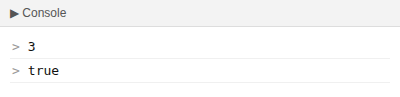 ▶ Console
> 3
> true